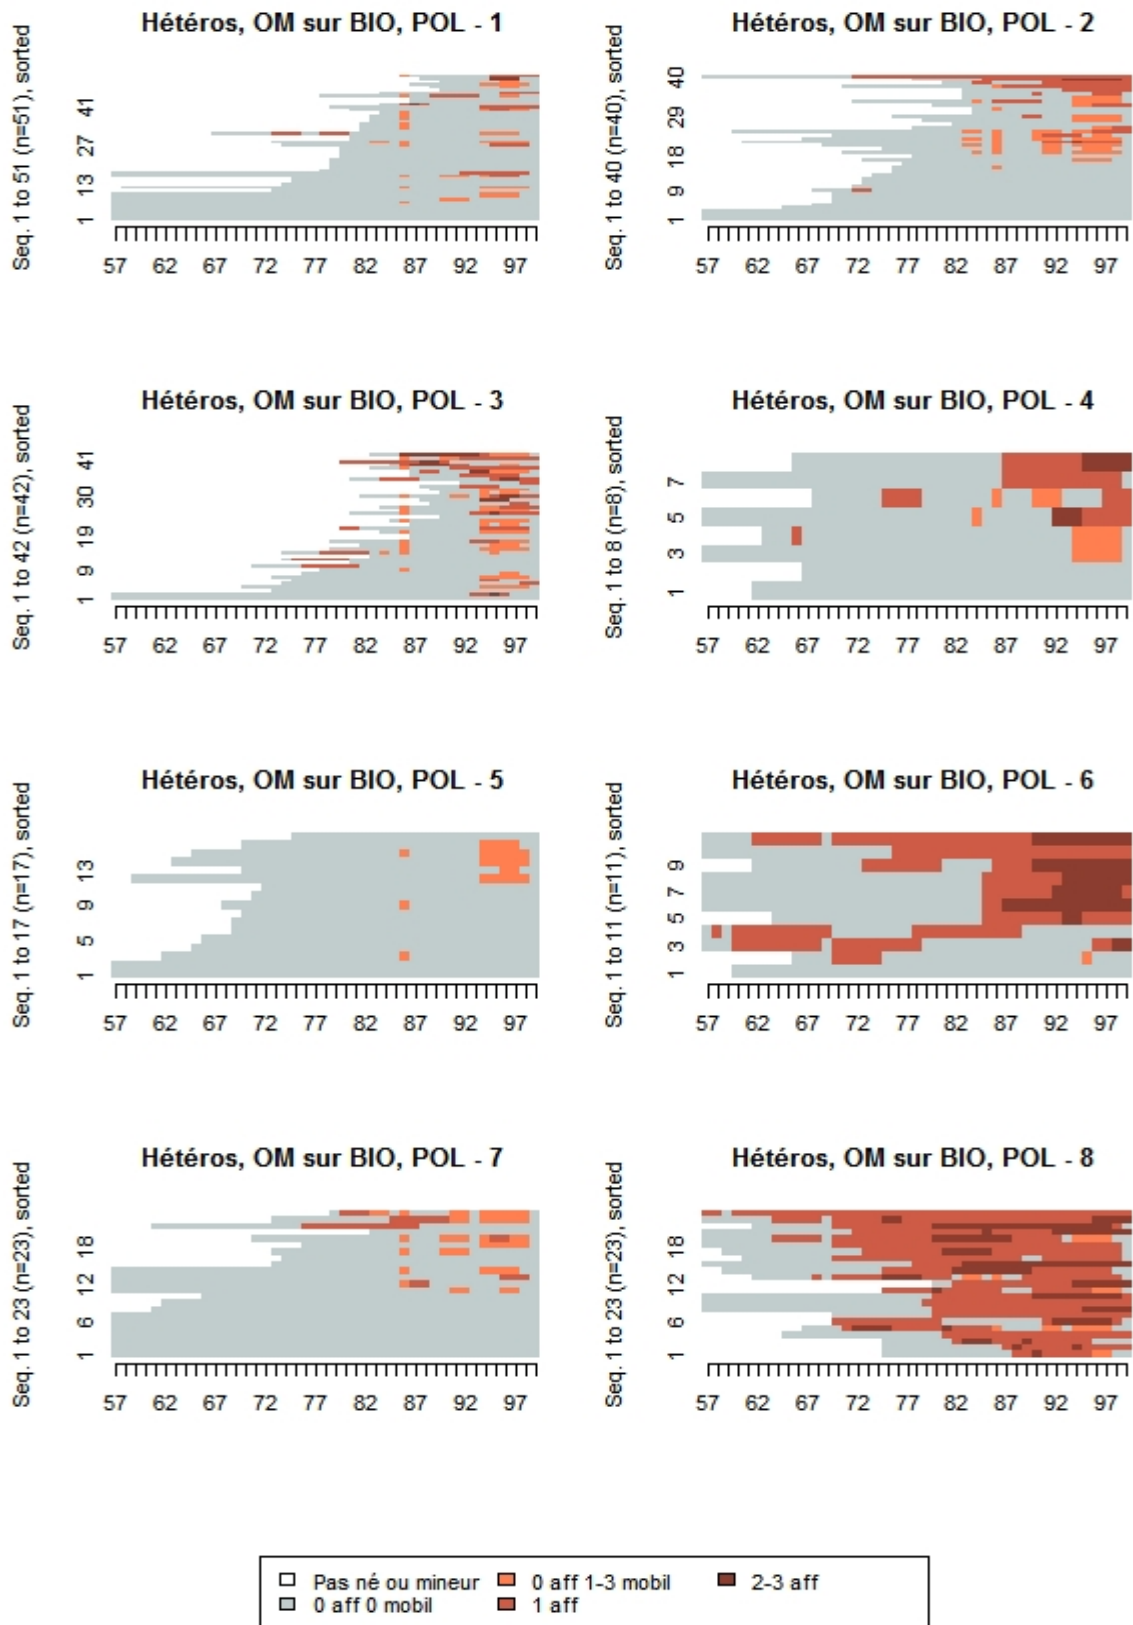 Hétéros, OM sur BIO, POL - 1
Seq. 1 to 51 (n=51), sorted
1 13 27 41
57 62 67 72 77 82 87 92 97
Hétéros, OM sur BIO, POL - 2
Seq. 1 to 40 (n=40), sorted
1 9 18 29 40
57 62 67 72 77 82 87 92 97
Hétéros, OM sur BIO, POL - 3
Seq. 1 to 42 (n=42), sorted
1 9 19 30 41
57 62 67 72 77 82 87 92 97
Hétéros, OM sur BIO, POL - 4
Seq. 1 to 8 (n=8), sorted
1 3 5 7
57 62 67 72 77 82 87 92 97
Hétéros, OM sur BIO, POL - 5
Seq. 1 to 17 (n=17), sorted
1 5 9 13
57 62 67 72 77 82 87 92 97
Hétéros, OM sur BIO, POL - 6
Seq. 1 to 11 (n=11), sorted
1 3 5 7 9
57 62 67 72 77 82 87 92 97
Hétéros, OM sur BIO, POL - 7
Seq. 1 to 23 (n=23), sorted
1 6 12 18
57 62 67 72 77 82 87 92 97
Hétéros, OM sur BIO, POL - 8
Seq. 1 to 23 (n=23), sorted
1 6 12 18
57 62 67 72 77 82 87 92 97
Pas né ou mineur 0 aff 1-3 mobil 2-3 aff
0 aff 0 mobil 1 aff